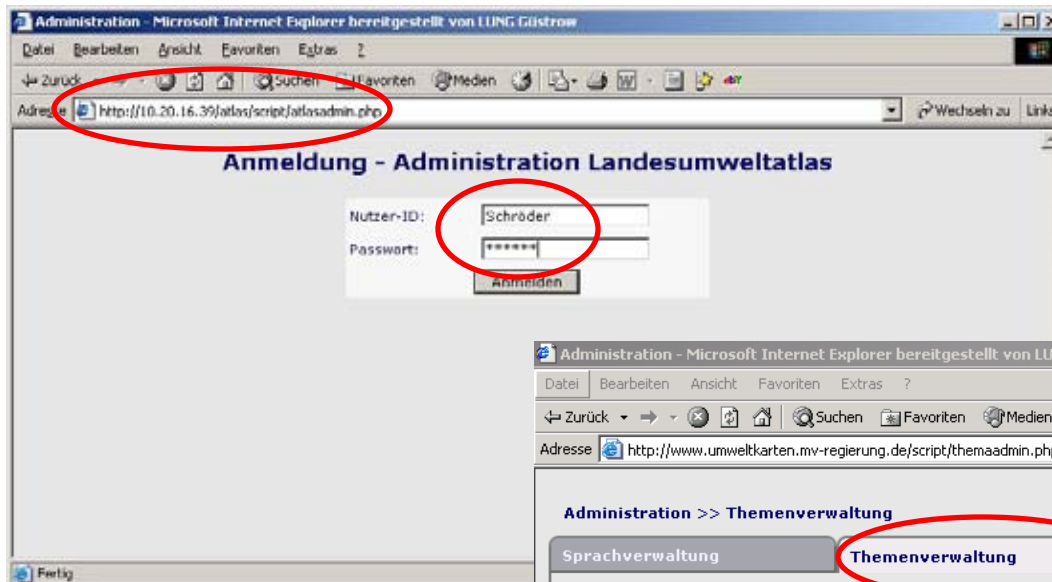 Administration - Microsoft Internet Explorer bereitgestellt von LUNG Güstrow
Datei Bearbeiten Ansicht Favoriten Extras ?
Zurück Suchen Favoriten Medien
Adresse http://10.20.16.39/atlas/script/atlasadmin.php Wechseln zu Links
Anmeldung - Administration Landesumweltatlas
Nutzer-ID: Schröder
Passwort: ******
Anmelden
Fertig
Administration - Microsoft Internet Explorer bereitgestellt von LU
Datei Bearbeiten Ansicht Favoriten Extras ?
Zurück Suchen Favoriten Medien
Adresse http://www.umweltkarten.mv-regierung.de/script/themaadmin.ph
Administration >> Themenverwaltung
Sprachverwaltung Themenverwaltung